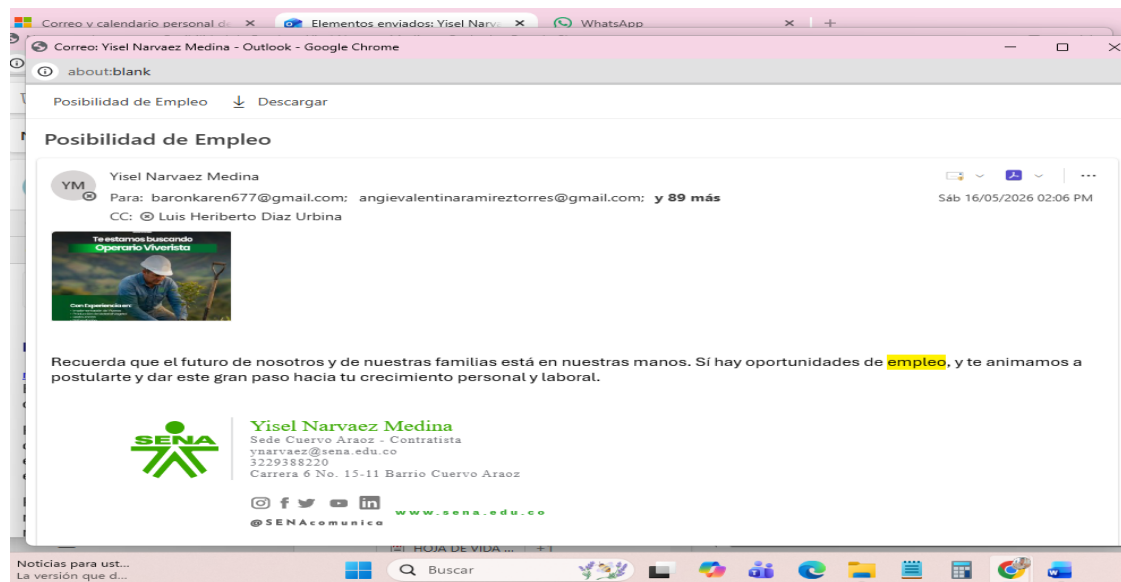 Correo y calendario personal d
Elementos enviados: Yisel Narv
WhatsApp
Correo: Yisel Narvaez Medina - Outlook - Google Chrome
about:blank
Posibilidad de Empleo
Descargar
Posibilidad de Empleo
YM
Yisel Narvaez Medina
Para: baronkaren677@gmail.com; angievalentinaramireztorres@gmail.com; y 89 más
Sáb 16/05/2026 02:06 PM
CC: Luis Heriberto Diaz Urbina
Te estamos buscando
Operario Viverista
Con Experiencia en:
Recuerda que el futuro de nosotros y de nuestras familias está en nuestras manos. Sí hay oportunidades de empleo, y te animamos a
postularte y dar este gran paso hacia tu crecimiento personal y laboral.
SENA
Yisel Narvaez Medina
Sede Cuervo Araoz - Contratista
ynarvaez@sena.edu.co
3229388220
Carrera 6 No. 15-11 Barrio Cuervo Araoz
www.sena.edu.co
@SENAcomunica
HOJA DE VIDA ...
Noticias para ust...
La versión que d...
Buscar